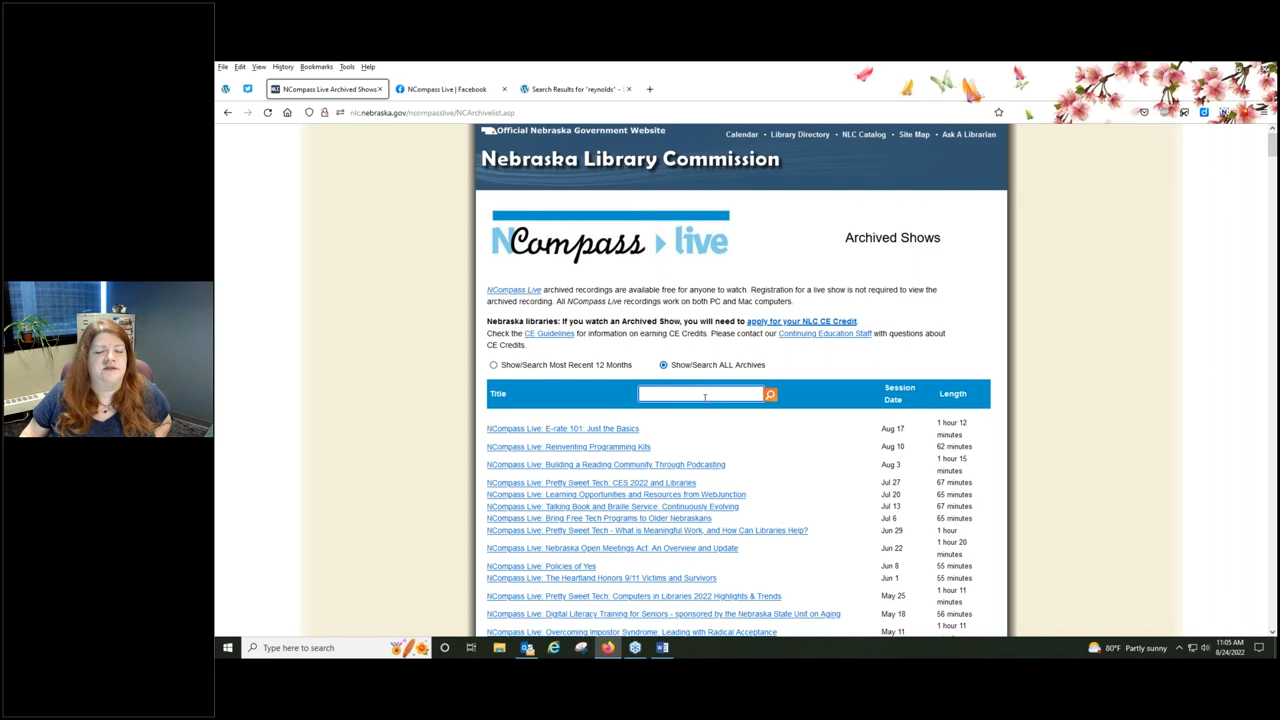 File Edit View History Bookmarks Tools Help
NCompass Live Archived Shows × NCompass Live | Facebook × Search Results for "reynolds" – × +
nlc.nebraska.gov/ncompasslive/NCArchivelist.asp
Official Nebraska Government Website
Calendar • Library Directory • NLC Catalog • Site Map • Ask A Librarian
Nebraska Library Commission
NCompass live
Archived Shows
NCompass Live archived recordings are available free for anyone to watch. Registration for a live show is not required to view the
archived recording. All NCompass Live recordings work on both PC and Mac computers.
Nebraska libraries: If you watch an Archived Show, you will need to apply for your NLC CE Credit.
Check the CE Guidelines for information on earning CE Credits. Please contact our Continuing Education Staff with questions about
CE Credits.
Show/Search Most Recent 12 Months Show/Search ALL Archives
Title Session Date Length
NCompass Live: E-rate 101: Just the Basics Aug 17 1 hour 12 minutes
NCompass Live: Reinventing Programming Kits Aug 10 62 minutes
NCompass Live: Building a Reading Community Through Podcasting Aug 3 1 hour 15 minutes
NCompass Live: Pretty Sweet Tech: CES 2022 and Libraries Jul 27 67 minutes
NCompass Live: Learning Opportunities and Resources from WebJunction Jul 20 65 minutes
NCompass Live: Talking Book and Braille Service: Continuously Evolving Jul 13 67 minutes
NCompass Live: Bring Free Tech Programs to Older Nebraskans Jul 6 65 minutes
NCompass Live: Pretty Sweet Tech - What is Meaningful Work, and How Can Libraries Help? Jun 29 1 hour
NCompass Live: Nebraska Open Meetings Act: An Overview and Update Jun 22 1 hour 20 minutes
NCompass Live: Policies of Yes Jun 8 55 minutes
NCompass Live: The Heartland Honors 9/11 Victims and Survivors Jun 1 55 minutes
NCompass Live: Pretty Sweet Tech: Computers in Libraries 2022 Highlights & Trends May 25 1 hour 11 minutes
NCompass Live: Digital Literacy Training for Seniors - sponsored by the Nebraska State Unit on Aging May 18 56 minutes
NCompass Live: Overcoming Impostor Syndrome: Leading with Radical Acceptance May 11 1 hour 11
Type here to search
80°F Partly sunny
11:05 AM
8/24/2022